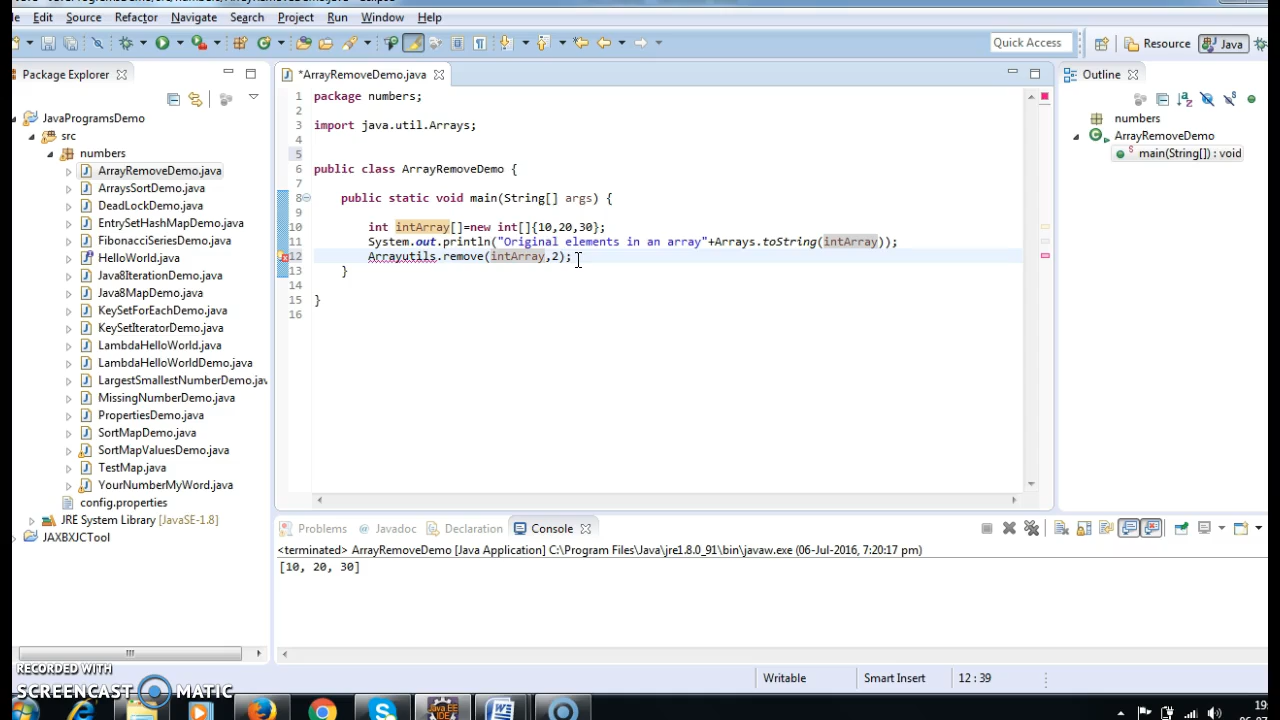 Edit Source Refactor Navigate Search Project Run Window Help
Quick Access
Resource
Java
Package Explorer
JavaProgramsDemo
src
numbers
ArrayRemoveDemo.java
ArraysSortDemo.java
DeadLockDemo.java
EntrySetHashMapDemo.java
FibonacciSeriesDemo.java
HelloWorld.java
Java8IterationDemo.java
Java8MapDemo.java
KeySetForEachDemo.java
KeySetIteratorDemo.java
LambdaHelloWorld.java
LambdaHelloWorldDemo.java
LargestSmallestNumberDemo.jav
MissingNumberDemo.java
PropertiesDemo.java
SortMapDemo.java
SortMapValuesDemo.java
TestMap.java
YourNumberMyWord.java
config.properties
JRE System Library [JavaSE-1.8]
JAXBXJCTool
*ArrayRemoveDemo.java
1 package numbers;
2
3 import java.util.Arrays;
4
5
6 public class ArrayRemoveDemo {
7
8 public static void main(String[] args) {
9
10 int intArray[]=new int[]{10,20,30};
11 System.out.println("Original elements in an array"+Arrays.toString(intArray));
12 Arrayutils.remove(intArray,2);
13 }
14
15 }
16
Outline
numbers
ArrayRemoveDemo
main(String[]) : void
Problems Javadoc Declaration Console
<terminated> ArrayRemoveDemo [Java Application] C:\Program Files\Java\jre1.8.0_91\bin\javaw.exe (06-Jul-2016, 7:20:17 pm)
[10, 20, 30]
Writable Smart Insert 12 : 39
RECORDED WITH
SCREENCAST MATIC
Java EE
IDE
19